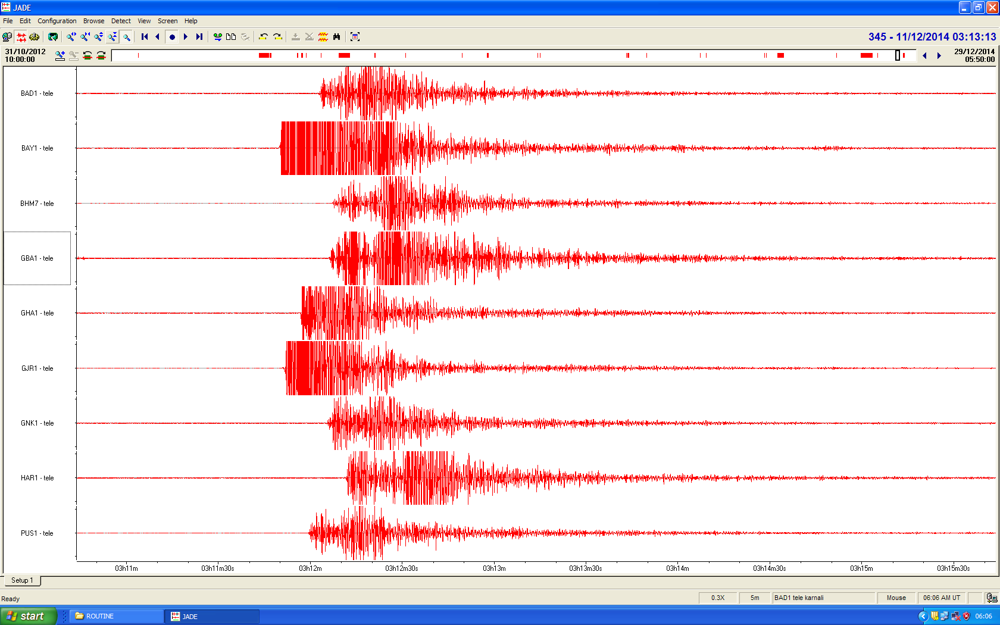 JADE
File Edit Configuration Browse Detect View Screen Help
345 - 11/12/2014 03:13:13
31/10/2012
10:00:00
29/12/2014
05:50:00
BAD1 - tele
BAY1 - tele
BHM7 - tele
GBA1 - tele
GHA1 - tele
GJR1 - tele
GNK1 - tele
HAR1 - tele
PUS1 - tele
03h11m 03h11m30s 03h12m 03h12m30s 03h13m 03h13m30s 03h14m 03h14m30s 03h15m 03h15m30s
Setup 1
Ready 0.3X 5m BAD1 tele karnali Mouse 06:06 AM UT
start ROUTINE JADE 06:06